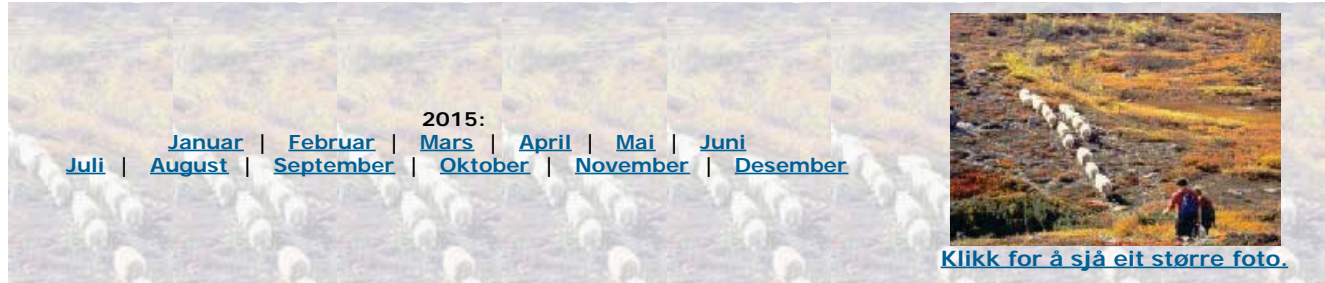 2015:
Januar | Februar | Mars | April | Mai | Juni
Juli | August | September | Oktober | November | Desember
Klikk for å sjå eit større foto.